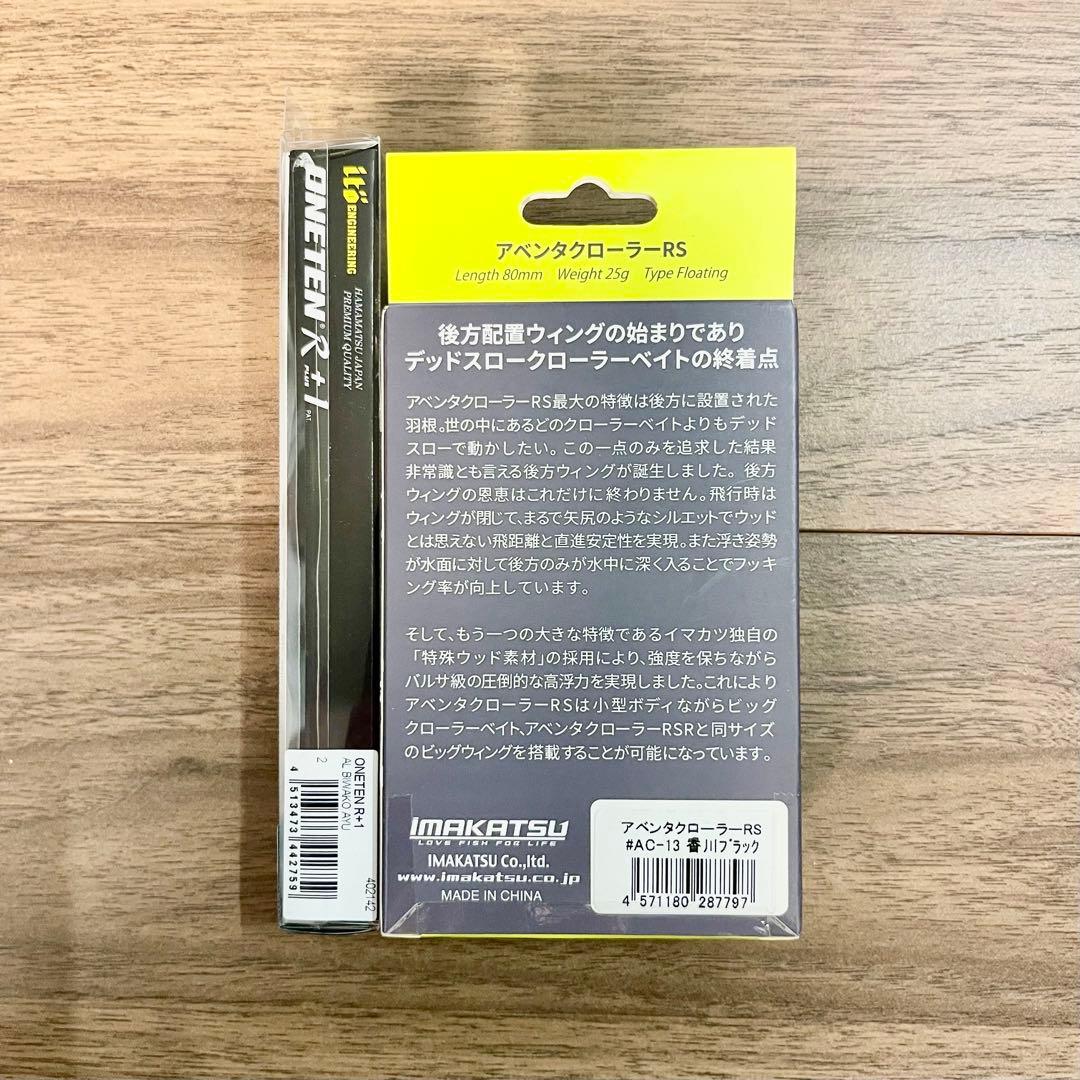 ONETEN R+1
PLUS
PAT.
it's ENGINEERING
HAMAMATSU JAPAN
PREMIUM QUALITY
ONETEN R+1
AL BIWAKO AYU
2
4 513473 442759
402142
アベンタクローラーRS
Length 80mm Weight 25g Type Floating
後方配置ウィングの始まりであり
デッドスロークローラーベイトの終着点
アベンタクローラーRS最大の特徴は後方に設置された
羽根。世の中にあるどのクローラーベイトよりもデッド
スローで動かしたい。この一点のみを追求した結果
非常識とも言える後方ウィングが誕生しました。後方
ウィングの恩恵はこれだけに終わりません。飛行時は
ウィングが閉じて、まるで矢尻のようなシルエットでウッド
とは思えない飛距離と直進安定性を実現。また浮き姿勢
が水面に対して後方のみが水中に深く入ることでフッキ
ング率が向上しています。
そして、もう一つの大きな特徴であるイマカツ独自の
「特殊ウッド素材」の採用により、強度を保ちながら
バルサ級の圧倒的な高浮力を実現しました。これにより
アベンタクローラーRSは小型ボディながらビッグ
クローラーベイト、アベンタクローラーRSRと同サイズ
のビッグウィングを搭載することが可能になっています。
IMAKATSU
LOVE FISH FOR LIFE
IMAKATSU Co.,ltd.
www.imakatsu.co.jp
MADE IN CHINA
アベンタクローラーRS
#AC-13 香川ブラック
4 571180 287797